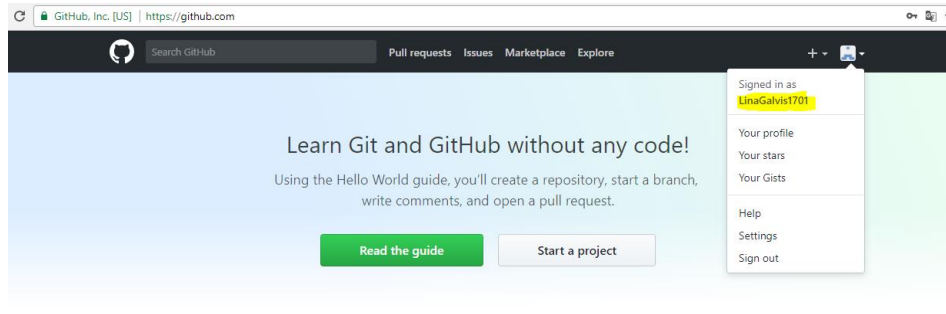 GitHub, Inc. [US] | https://github.com
Search GitHub
Pull requests Issues Marketplace Explore
Signed in as
LinaGalvis1701
Your profile
Your stars
Your Gists
Help
Settings
Sign out
Learn Git and GitHub without any code!
Using the Hello World guide, you'll create a repository, start a branch,
write comments, and open a pull request.
Read the guide
Start a project